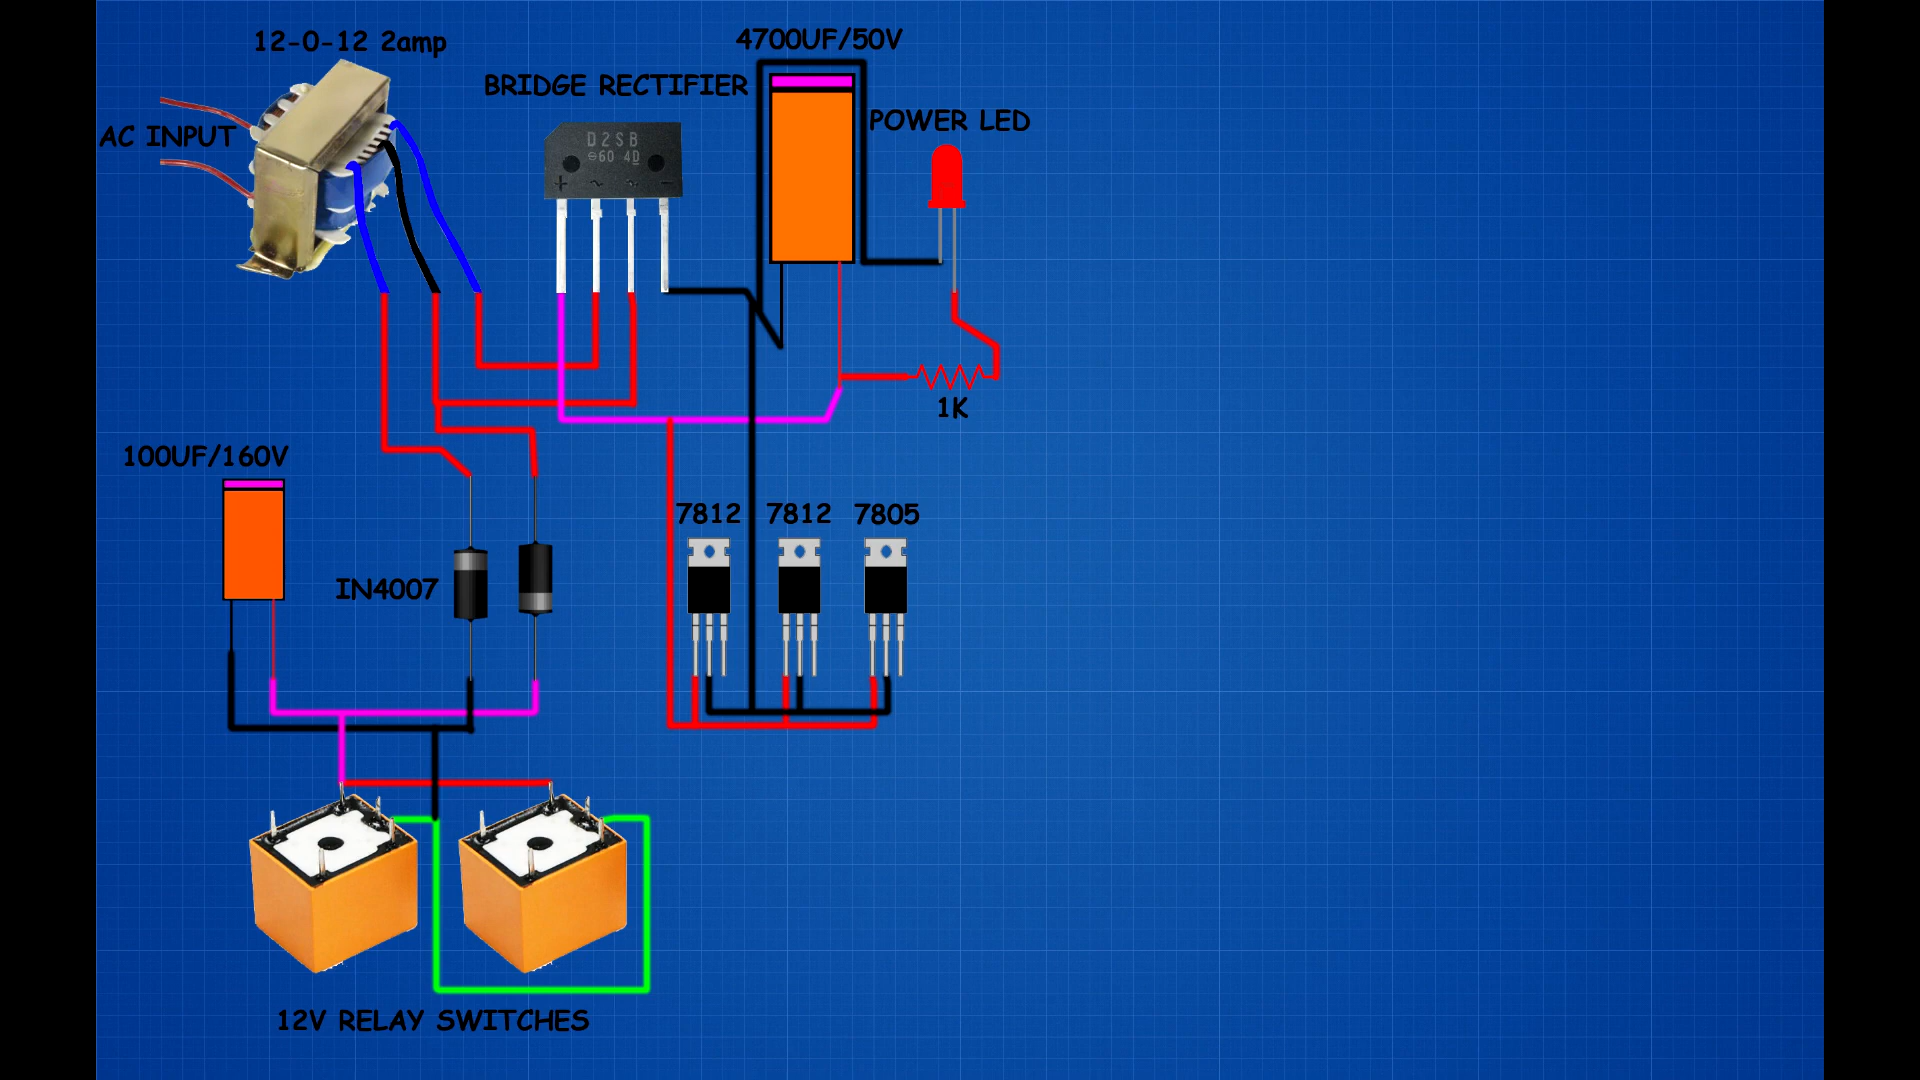 12-0-12 2amp
4700UF/50V
BRIDGE RECTIFIER
POWER LED
AC INPUT
D2SB
60 4D
+ ~ ~ -
1K
100UF/160V
7812 7812 7805
IN4007
12V RELAY SWITCHES